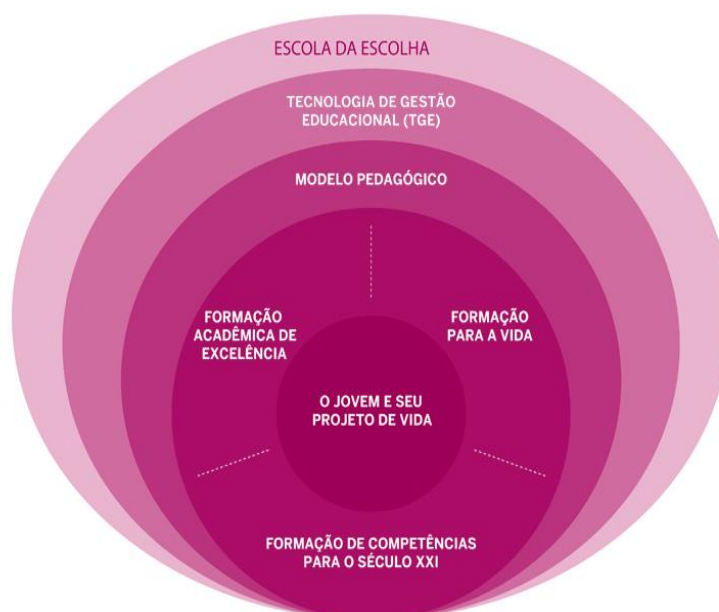 ESCOLA DA ESCOLHA
TECNOLOGIA DE GESTÃO
EDUCACIONAL (TGE)
MODELO PEDAGÓGICO
FORMAÇÃO
ACADÊMICA DE
EXCELÊNCIA
FORMAÇÃO
PARA A VIDA
O JOVEM E SEU
PROJETO DE VIDA
FORMAÇÃO DE COMPETÊNCIAS
PARA O SÉCULO XXI